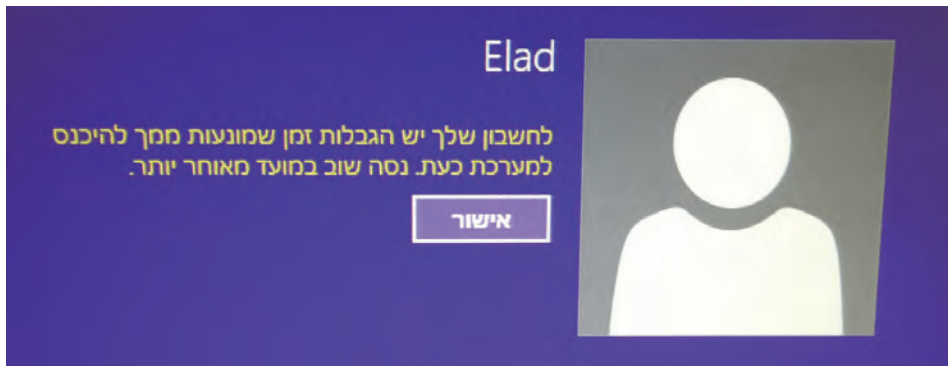 Elad
לחשבון שלך יש הגבלות זמן שמונעות ממך להיכנס
למערכת כעת. נסה שוב במועד מאוחר יותר.
אישור